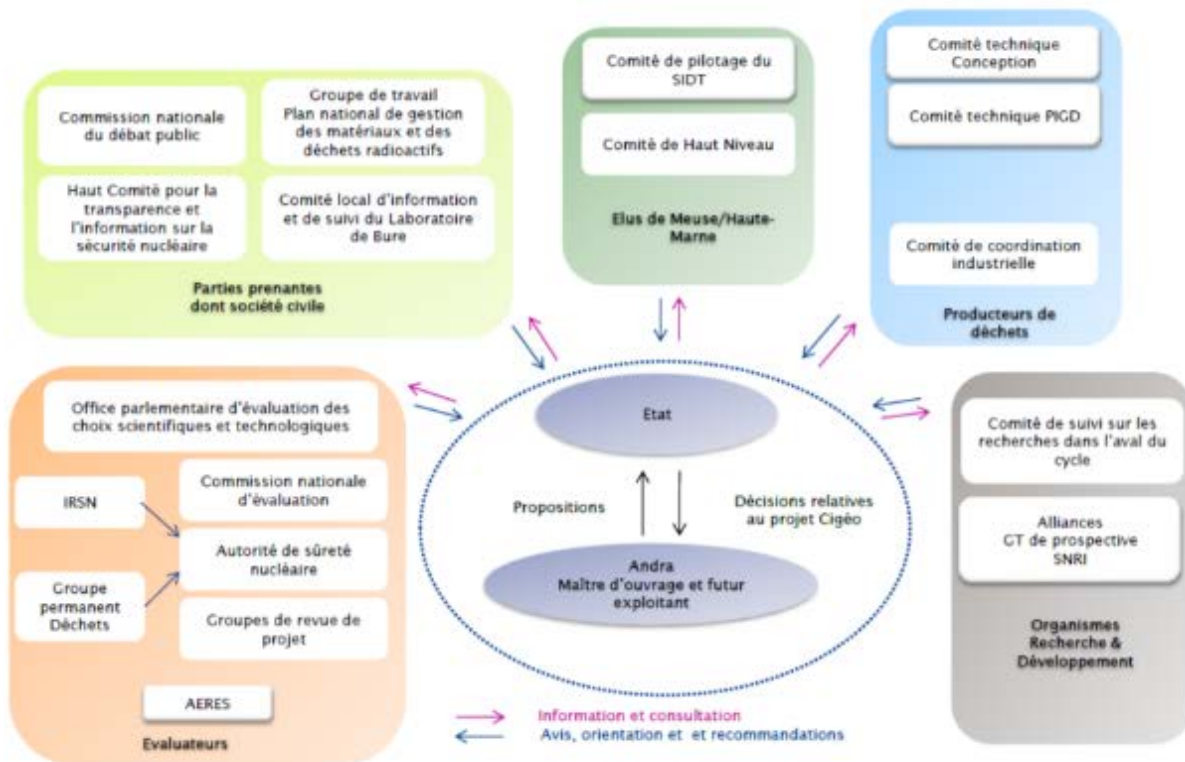 Commission nationale
du débat public
Groupe de travail
Plan national de gestion
des matériaux et des
déchets radioactifs
Haut Comité pour la
transparence et
l'information sur la
sécurité nucléaire
Comité local d'information
et de suivi du Laboratoire
de Bure
Parties prenantes
dont société civile
Comité de pilotage du
SIDT
Comité de Haut Niveau
Elus de Meuse/Haute-
Marne
Comité technique
Conception
Comité technique PIGD
Comité de coordination
industrielle
Producteurs de
déchets
Office parlementaire d'évaluation des
choix scientifiques et technologiques
IRSN
Commission nationale
d'évaluation
Autorité de sûreté
nucléaire
Groupe
permanent
Déchets
Groupes de revue de
projet
AERES
Evaluateurs
Etat
Propositions
Décisions relatives
au projet Cigéo
Andra
Maître d'ouvrage et futur
exploitant
Comité de suivi sur les
recherches dans l'aval du
cycle
Alliances
GT de prospective
SNRI
Organismes
Recherche &
Développement
Information et consultation
Avis, orientation et et recommandations